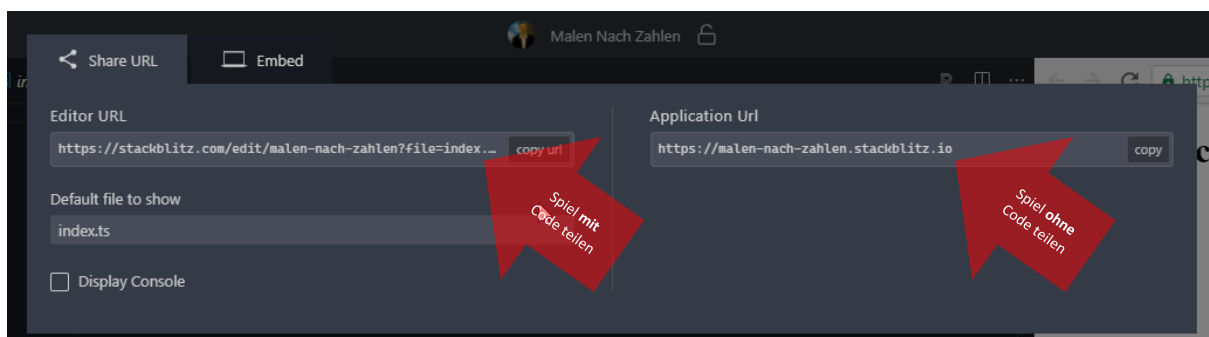 Malen Nach Zahlen
Share URL
Embed
in
...
http
Editor URL
https://stackblitz.com/edit/malen-nach-zahlen?file=index.…
copy url
Application Url
https://malen-nach-zahlen.stackblitz.io
copy
Default file to show
index.ts
Display Console
Spiel mit
Code teilen
Spiel ohne
Code teilen